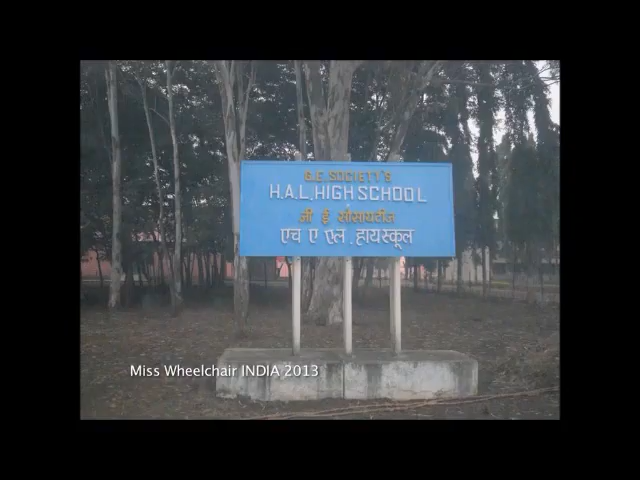 G.E. SOCIETY'S
H.A.L. HIGH SCHOOL
जी ई सोसायटीज
एच ए एल. हायस्कूल
Miss Wheelchair INDIA 2013